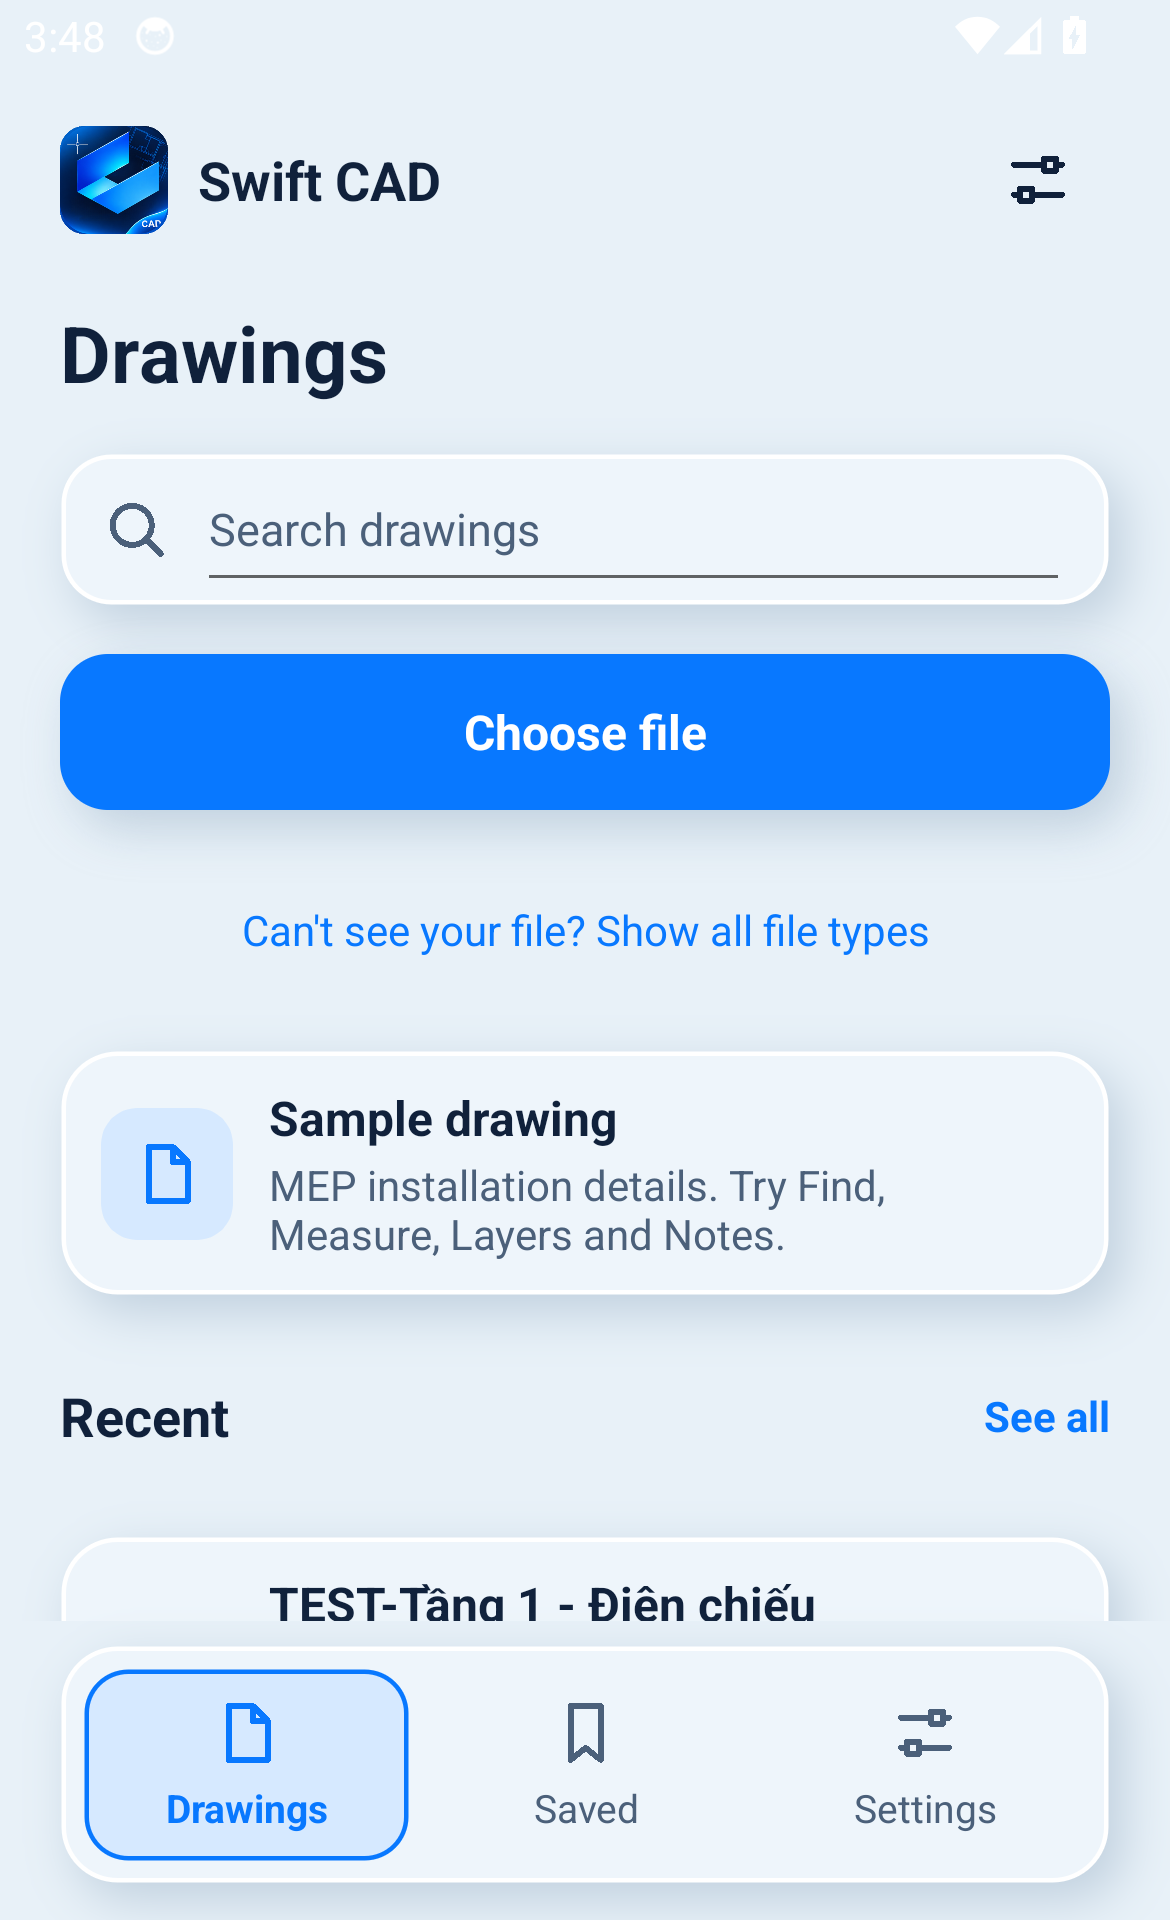 3:48
CAD
Swift CAD
Drawings
Search drawings
Choose file
Can't see your file? Show all file types
Sample drawing
MEP installation details. Try Find,
Measure, Layers and Notes.
Recent
See all
TEST-Tầng 1 - Điện chiếu
Drawings
Saved
Settings